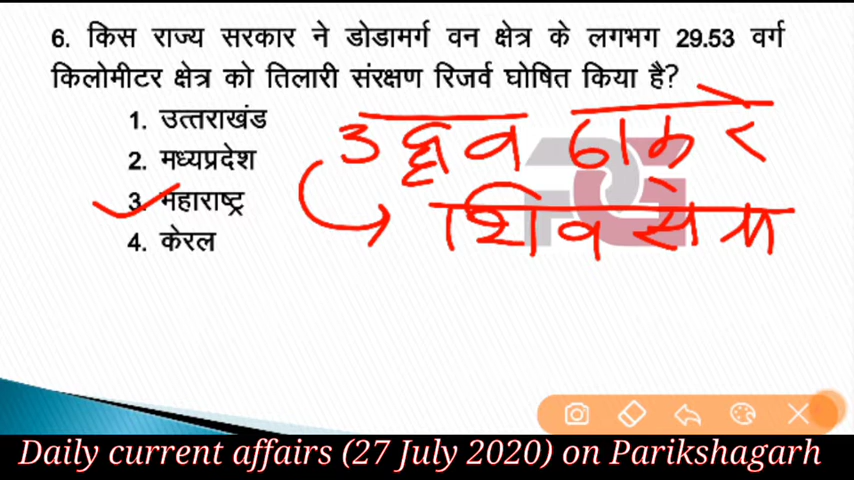 6. किस राज्य सरकार ने डोडामर्ग वन क्षेत्र के लगभग 29.53 वर्ग
किलोमीटर क्षेत्र को तिलारी संरक्षण रिजर्व घोषित किया है?
1. उत्तराखंड
2. मध्यप्रदेश
3. महाराष्ट्र
4. केरल
उद्धव ठाकरे
शिव सेना
Daily current affairs (27 July 2020) on Parikshagarh